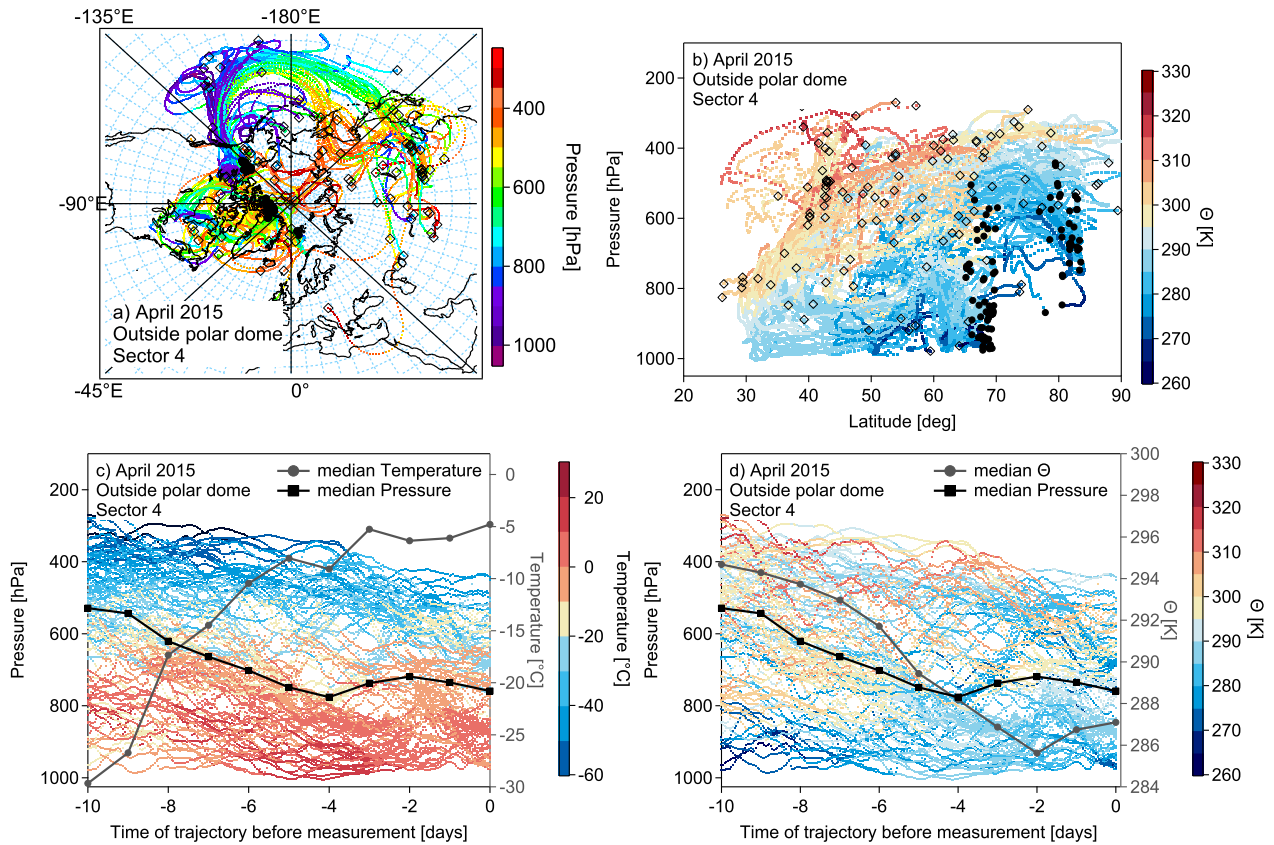 -135°E
-180°E
-90°E
-45°E
0°
a) April 2015
Outside polar dome
Sector 4
400
600
800
1000
Pressure [hPa]
b) April 2015
Outside polar dome
Sector 4
200
400
600
800
1000
Pressure [hPa]
20
30
40
50
60
70
80
90
Latitude [deg]
330
320
310
300
290
280
270
260
Θ [K]
c) April 2015
Outside polar dome
Sector 4
median Temperature
median Pressure
200
400
600
800
1000
Pressure [hPa]
-10
-8
-6
-4
-2
0
Time of trajectory before measurement [days]
0
-5
-10
-15
-20
-25
-30
Temperature [°C]
20
0
-20
-40
-60
Temperature [°C]
d) April 2015
Outside polar dome
Sector 4
median Θ
median Pressure
200
400
600
800
1000
Pressure [hPa]
-10
-8
-6
-4
-2
0
Time of trajectory before measurement [days]
300
298
296
294
292
290
288
286
284
Θ [K]
330
320
310
300
290
280
270
260
Θ [K]